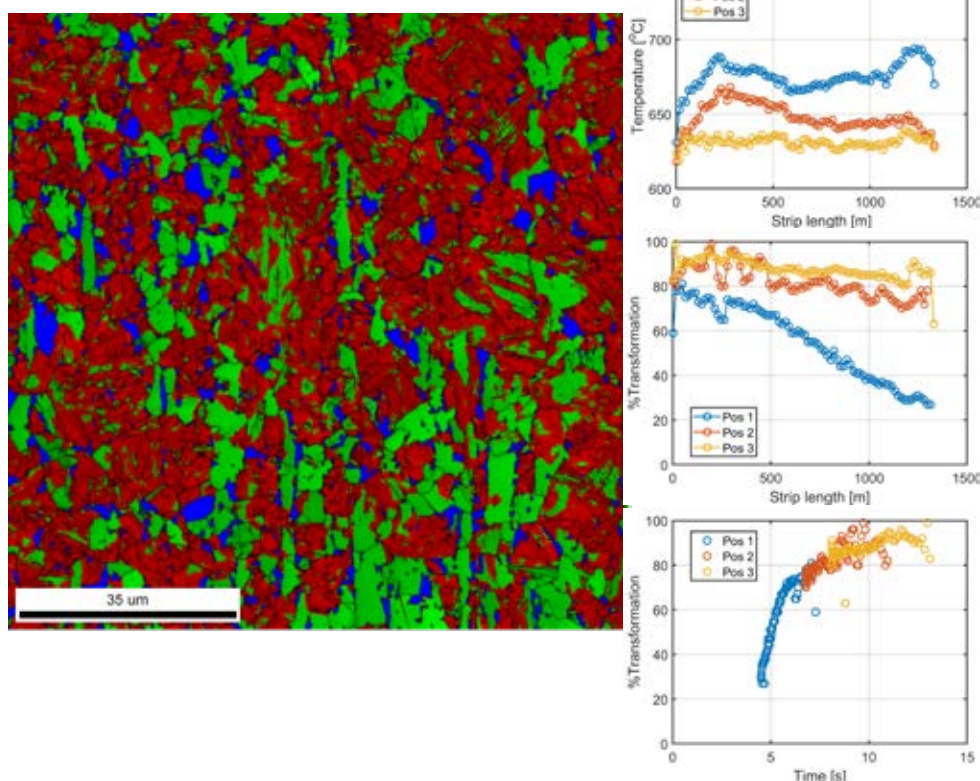 Pos 3
Temperature [°C]
700
650
600
0
500
1000
1500
Strip length [m]
35 um
%Transformation
100
80
60
40
20
0
Pos 1
Pos 2
Pos 3
0
500
1000
1500
Strip length [m]
%Transformation
100
80
60
40
20
0
Pos 1
Pos 2
Pos 3
0
5
10
15
Time [s]